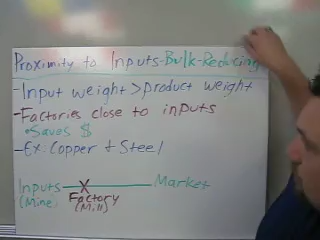 Proximity to Inputs-Bulk-Reducing
-Input weight>product weight
-Factories close to inputs
•Saves $
-Ex: Copper + Steel
Inputs X Market
(Mine) Factory
(Mill)